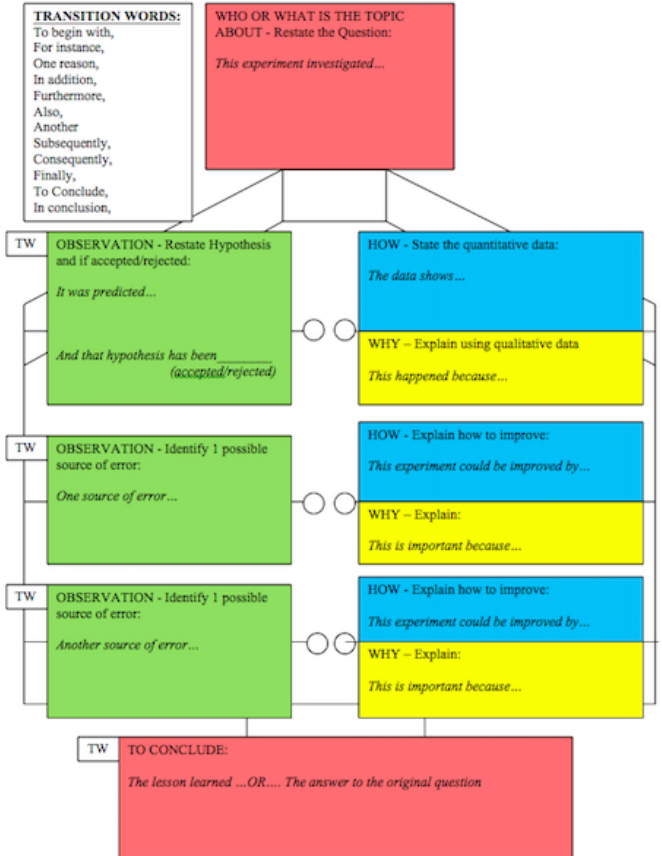 TRANSITION WORDS:
To begin with,
For instance,
One reason,
In addition,
Furthermore,
Also,
Another
Subsequently,
Consequently,
Finally,
To Conclude,
In conclusion,
WHO OR WHAT IS THE TOPIC
ABOUT - Restate the Question:
This experiment investigated…
TW
OBSERVATION - Restate Hypothesis
and if accepted/rejected:
It was predicted…
And that hypothesis has been_________
(accepted/rejected)
HOW - State the quantitative data:
The data shows…
WHY – Explain using qualitative data
This happened because…
TW
OBSERVATION - Identify 1 possible
source of error:
One source of error…
HOW - Explain how to improve:
This experiment could be improved by…
WHY – Explain:
This is important because…
TW
OBSERVATION - Identify 1 possible
source of error:
Another source of error…
HOW - Explain how to improve:
This experiment could be improved by…
WHY – Explain:
This is important because…
TW
TO CONCLUDE:
The lesson learned …OR…. The answer to the original question